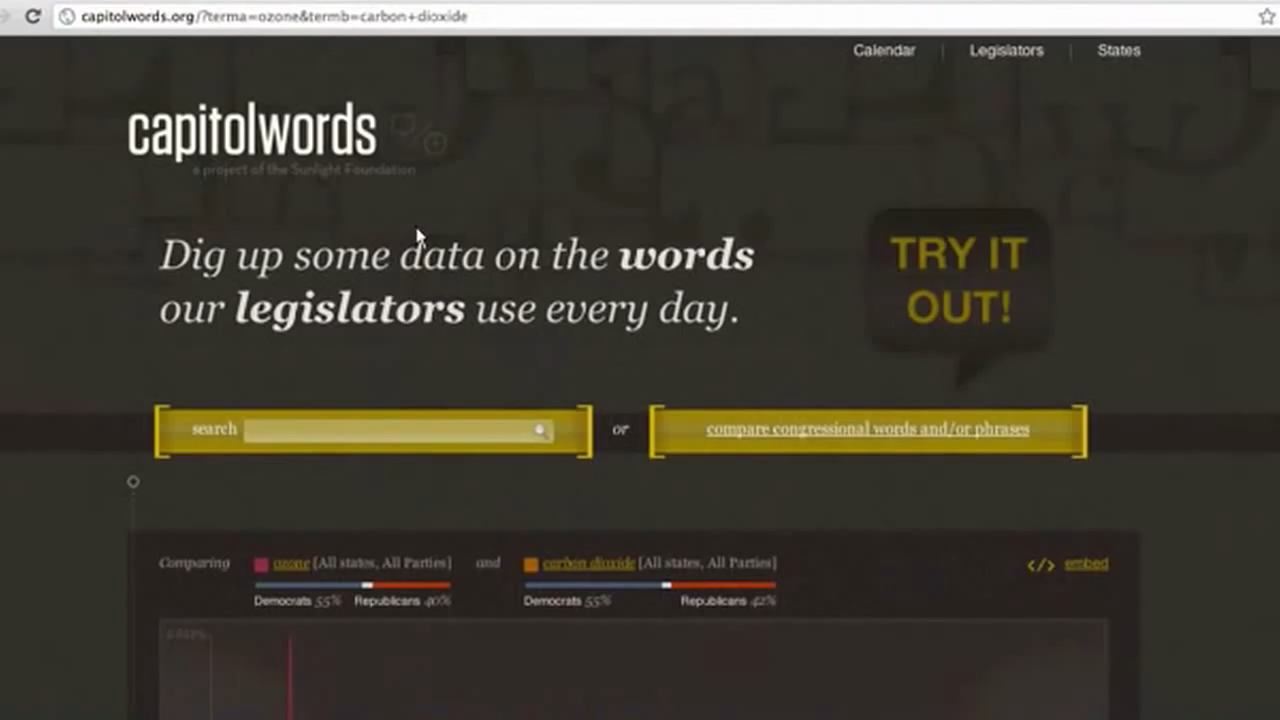 capitolwords.org/?terma=ozone&termb=carbon+dioxide
Calendar | Legislators | States
capitolwords
a project of the Sunlight Foundation
Dig up some data on the words
our legislators use every day.
TRY IT
OUT!
search
or
compare congressional words and/or phrases
Comparing ozone [All states, All Parties] and carbon dioxide [All states, All Parties]
</> embed
Democrats 55% Republicans 40% Democrats 55% Republicans 42%